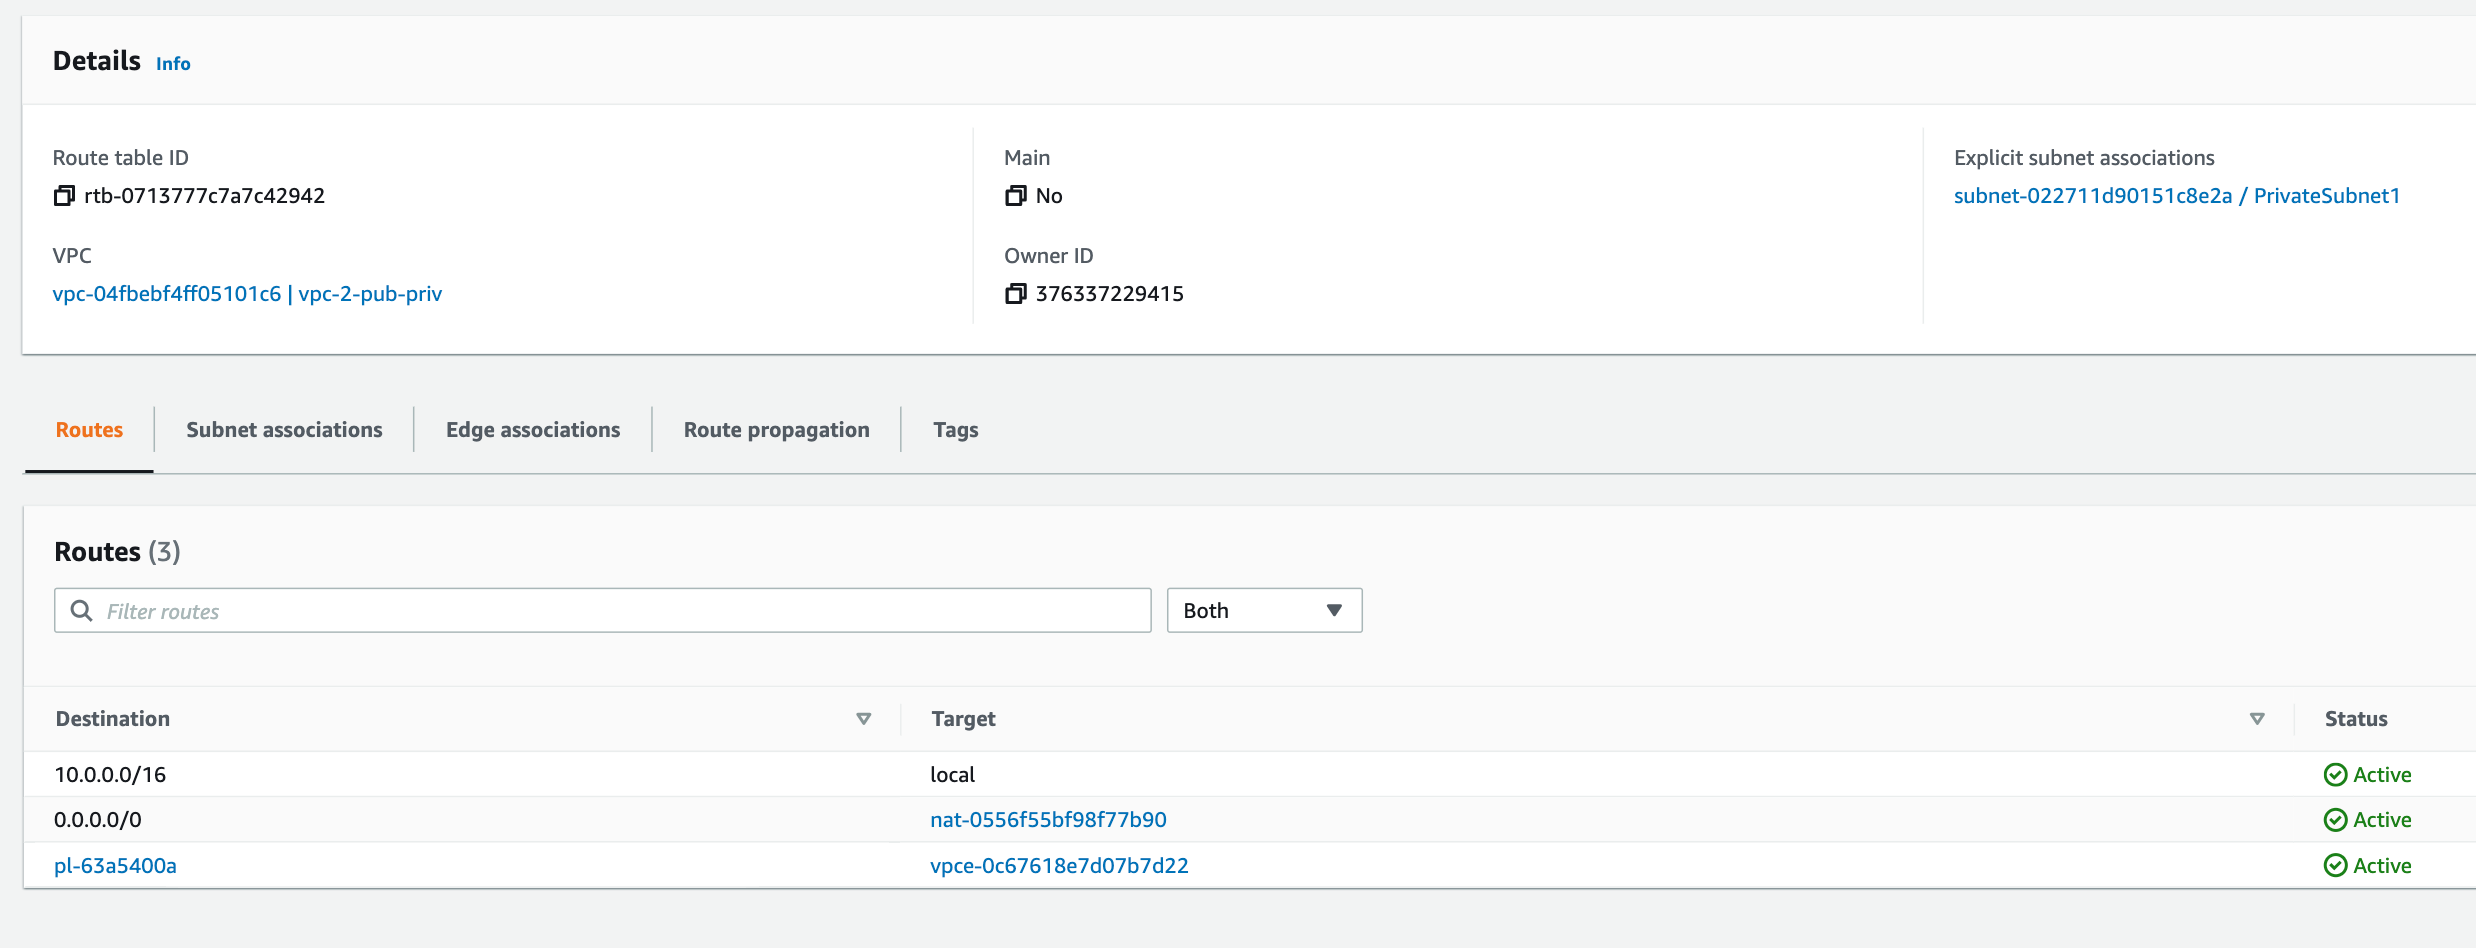 Details Info
Route table ID
rtb-0713777c7a7c42942
Main
No
Explicit subnet associations
subnet-022711d90151c8e2a / PrivateSubnet1
VPC
vpc-04fbebf4ff05101c6 | vpc-2-pub-priv
Owner ID
376337229415
Routes Subnet associations Edge associations Route propagation Tags
Routes (3)
Filter routes Both
Destination Target Status
10.0.0.0/16 local Active
0.0.0.0/0 nat-0556f55bf98f77b90 Active
pl-63a5400a vpce-0c67618e7d07b7d22 Active